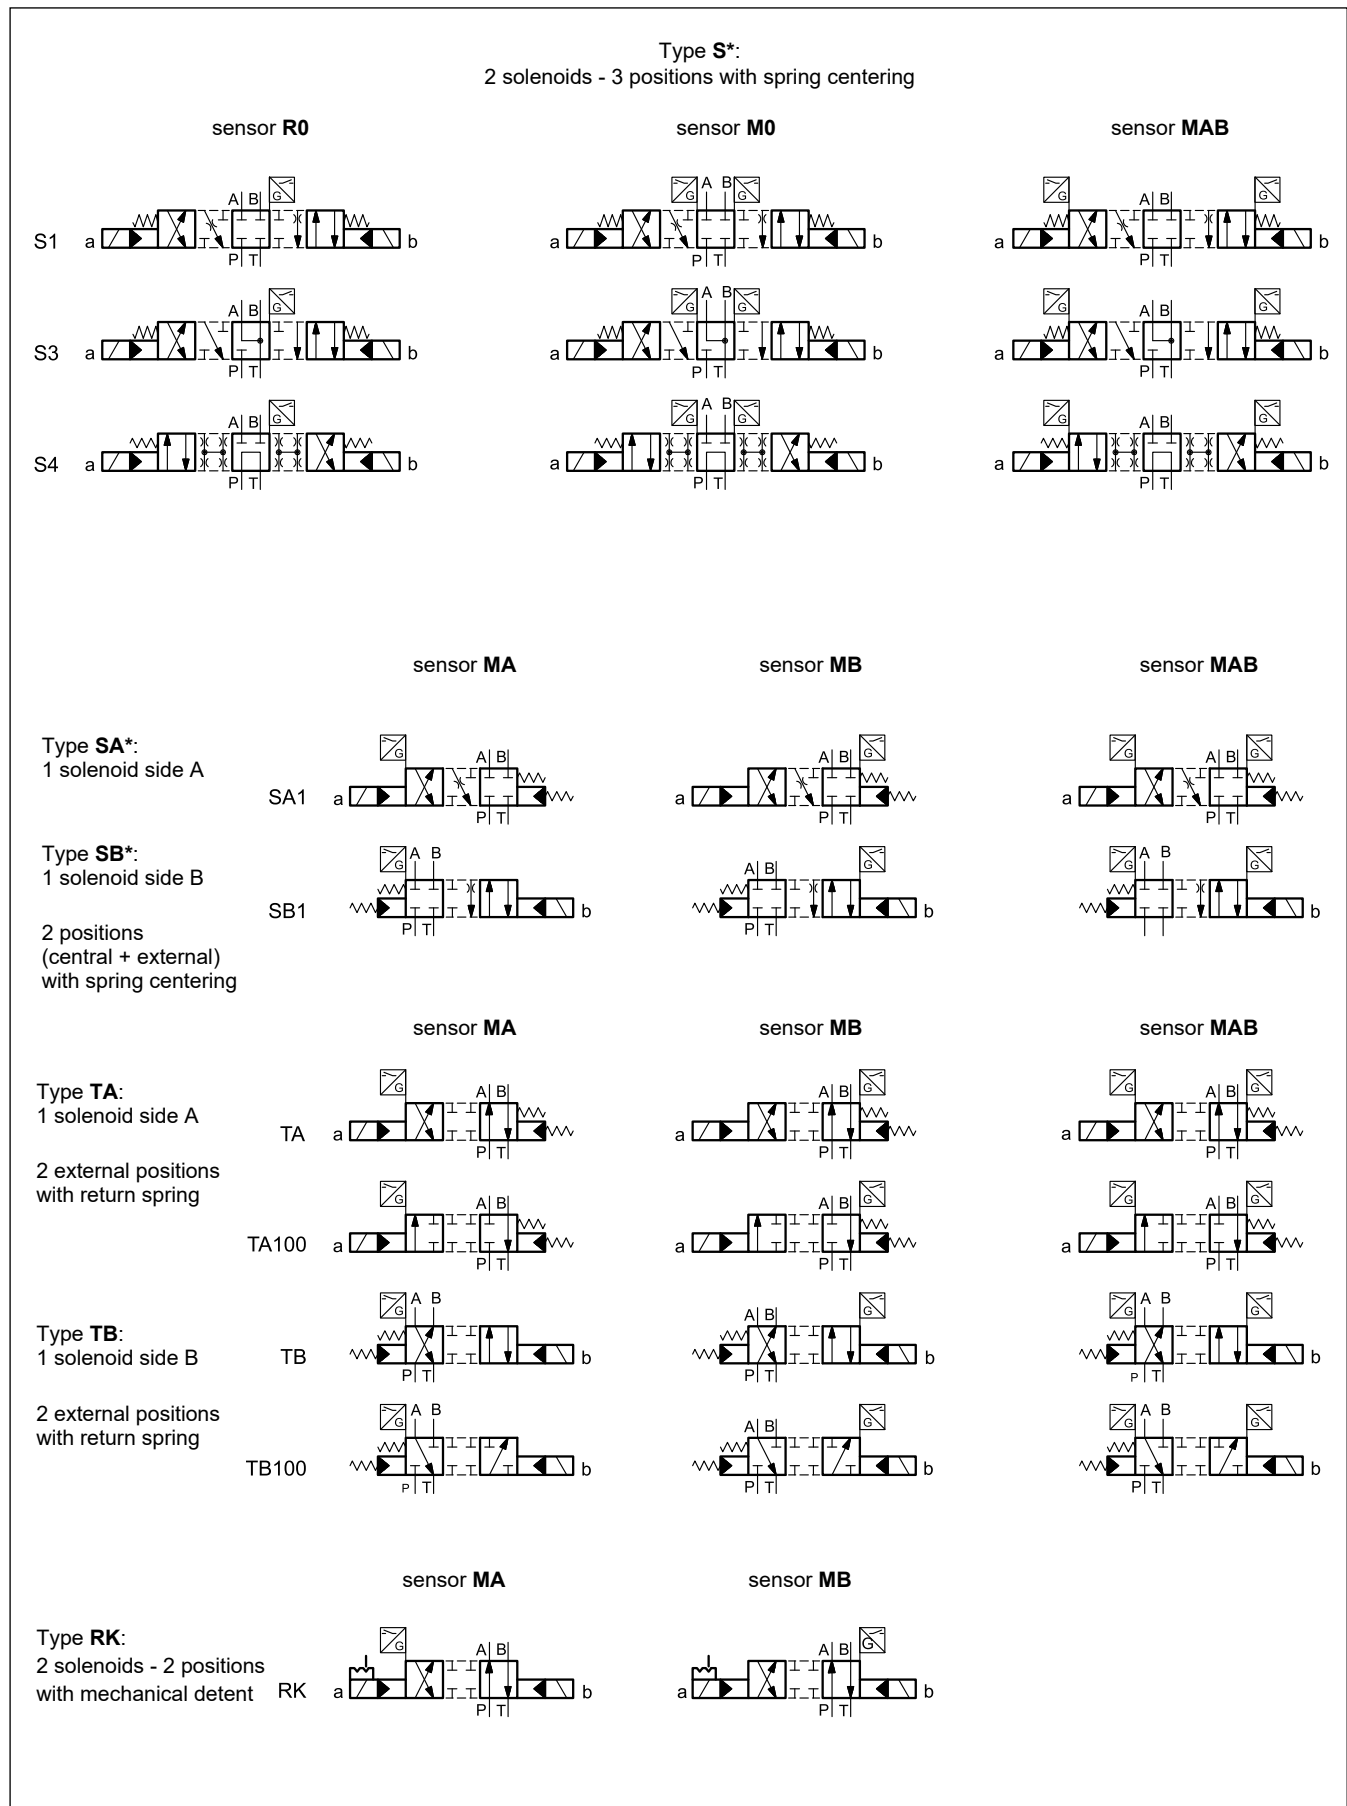 Type S*:
2 solenoids - 3 positions with spring centering
sensor R0 sensor M0 sensor MAB
A B G G A B G G A B G
S1 a b a b a b
P T P T P T
A B G G A B G G A B G
S3 a b a b a b
P T P T P T
A B G G A B G G A B G
S4 a b a b a b
P T P T P T
sensor MA sensor MB sensor MAB
Type SA*:
1 solenoid side A
G A B A B G G A B G
SA1 a a a
P T P T P T
Type SB*:
1 solenoid side B
G A B A B G G A B G
SB1 b b b
P T P T
2 positions
(central + external)
with spring centering
sensor MA sensor MB sensor MAB
Type TA:
1 solenoid side A
G A B A B G G A B G
TA a a a
P T P T P T
2 external positions
with return spring
G A B A B G G A B G
TA100 a a a
P T P T P T
Type TB:
1 solenoid side B
G A B A B G G A B G
TB b b b
P T P T P T
2 external positions
with return spring
G A B A B G G A B G
TB100 b b b
P T P T P T
sensor MA sensor MB
Type RK:
2 solenoids - 2 positions
with mechanical detent
G A B A B G
RK a b a b
P T P T